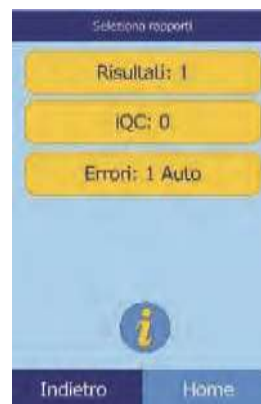 Seleziona rapporti
Risultati: 1
iQC: 0
Errori: 1 Auto
i
Indietro Home